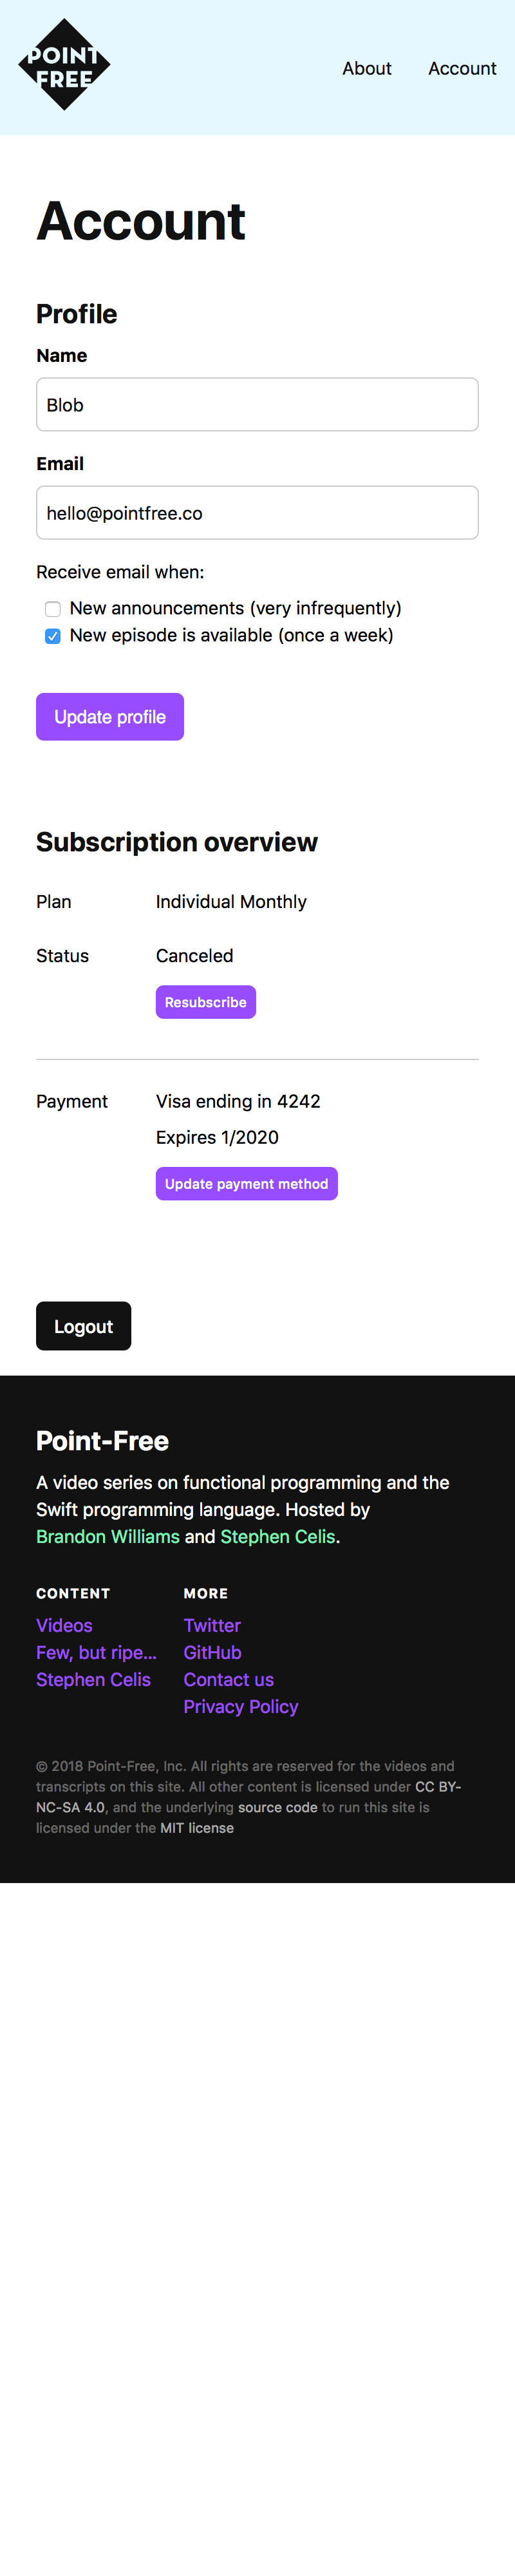 POINT
FREE
About Account
Account
Profile
Name
Blob
Email
hello@pointfree.co
Receive email when:
New announcements (very infrequently)
New episode is available (once a week)
Update profile
Subscription overview
Plan Individual Monthly
Status Canceled
Resubscribe
Payment Visa ending in 4242
Expires 1/2020
Update payment method
Logout
Point-Free
A video series on functional programming and the
Swift programming language. Hosted by
Brandon Williams and Stephen Celis.
CONTENT MORE
Videos Twitter
Few, but ripe... GitHub
Stephen Celis Contact us
Privacy Policy
© 2018 Point-Free, Inc. All rights are reserved for the videos and
transcripts on this site. All other content is licensed under CC BY-
NC-SA 4.0, and the underlying source code to run this site is
licensed under the MIT license